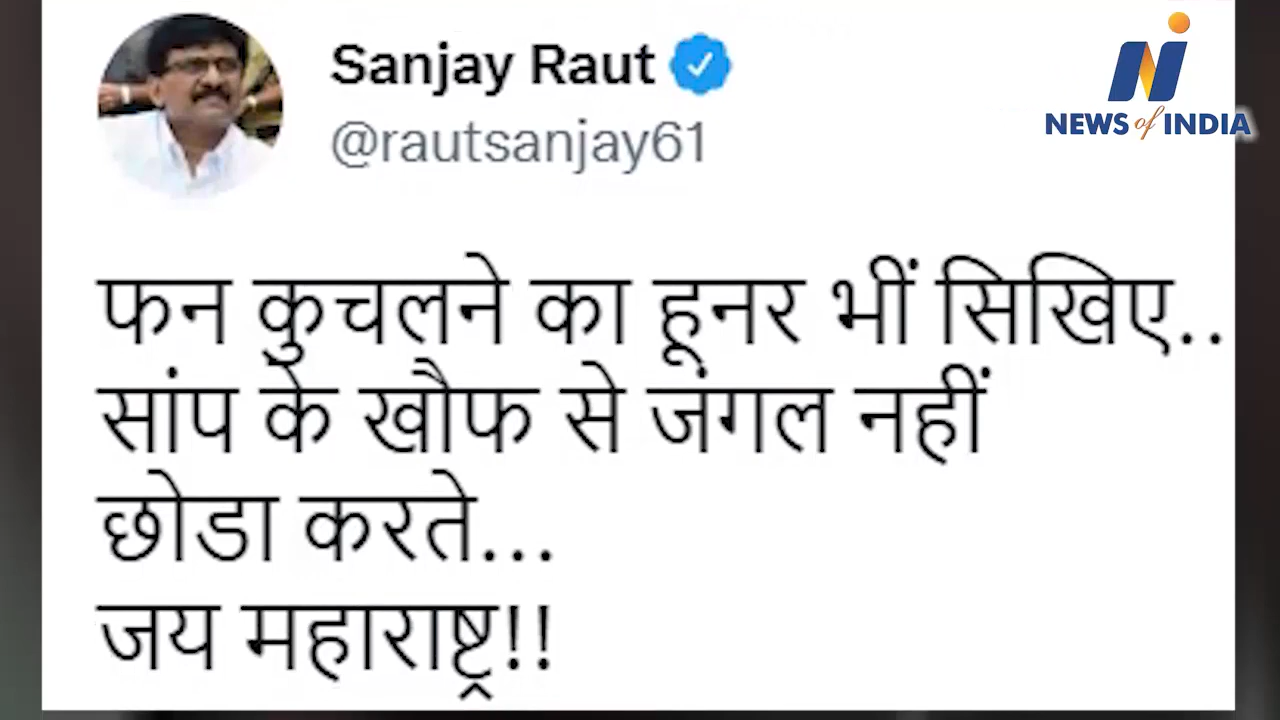 Sanjay Raut
@rautsanjay61
NEWS of INDIA
फन कुचलने का हूनर भीं सिखिए..
सांप के खौफ से जंगल नहीं
छोडा करते...
जय महाराष्ट्र!!